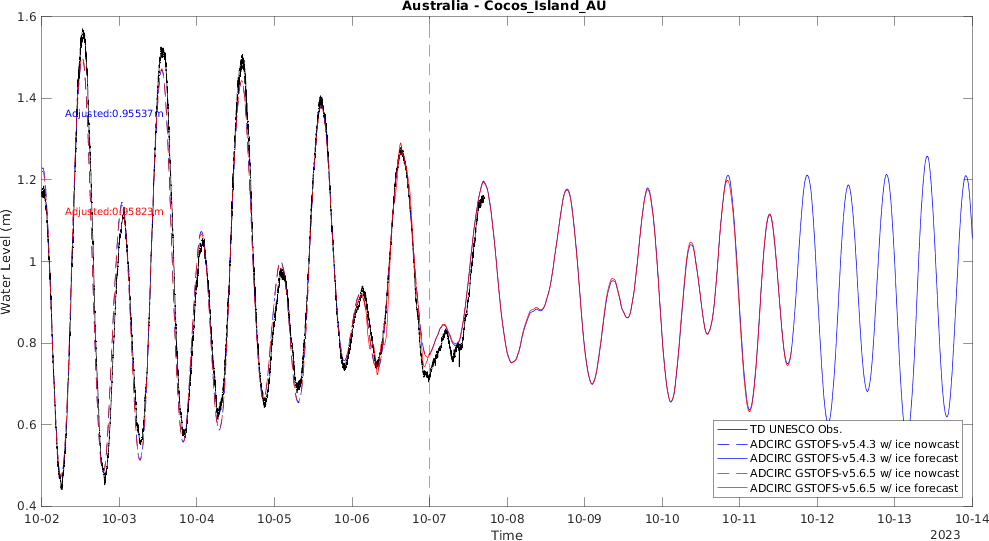 Australia - Cocos_Island_AU
Water Level (m)
1.6
1.4
1.2
1
0.8
0.6
0.4
Adjusted:0.95537m
Adjusted:0.95823m
TD UNESCO Obs.
ADCIRC GSTOFS-v5.4.3 w/ ice nowcast
ADCIRC GSTOFS-v5.4.3 w/ ice forecast
ADCIRC GSTOFS-v5.6.5 w/ ice nowcast
ADCIRC GSTOFS-v5.6.5 w/ ice forecast
10-02 10-03 10-04 10-05 10-06 10-07 10-08 10-09 10-10 10-11 10-12 10-13 10-14
Time
2023